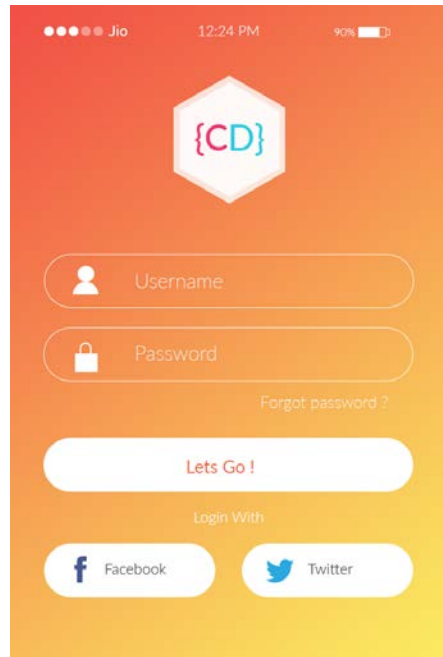 Jio 12:24 PM 90%
{CD}
Username
Password
Forgot password ?
Lets Go !
Login With
Facebook Twitter